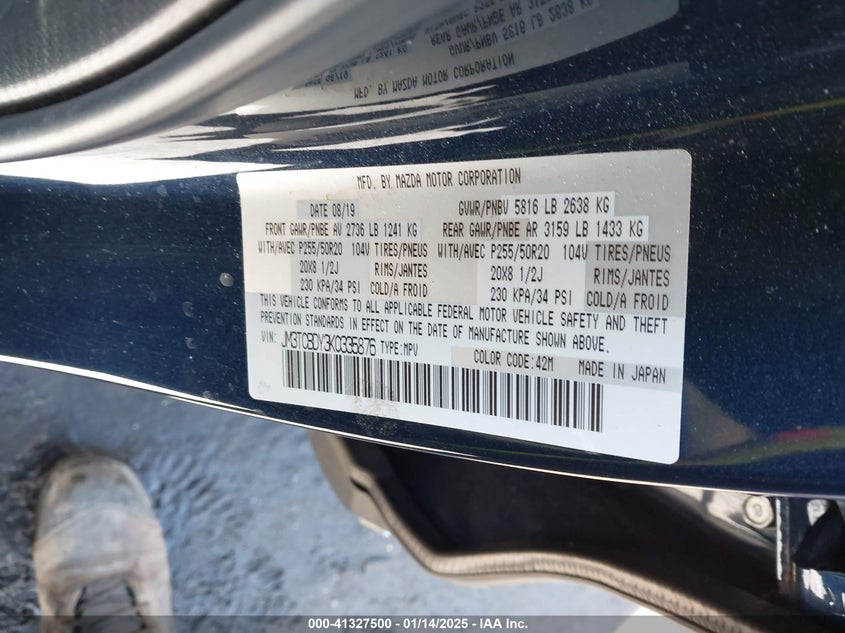 MFD. BY MAZDA MOTOR CORPORATION
DATE 08/19 GVWR/PNBV 5816 LB 2638 KG
FRONT GAWR/PNBE AV 2736 LB 1241 KG REAR GAWR/PNBE AR 3159 LB 1433 KG
WITH/AVEC P255/50R20 104V TIRES/PNEUS WITH/AVEC P255/50R20 104V TIRES/PNEUS
20X8 1/2J RIMS/JANTES 20X8 1/2J RIMS/JANTES
230 KPA/34 PSI COLD/A FROID 230 KPA/34 PSI COLD/A FROID
THIS VEHICLE CONFORMS TO ALL APPLICABLE FEDERAL MOTOR VEHICLE SAFETY AND THEFT
PREVENTION STANDARDS IN EFFECT ON THE DATE OF MANUFACTURE SHOWN ABOVE.
VIN: JM3TCBDY3K0335876 TYPE:MPV
COLOR CODE:42M MADE IN JAPAN
000-41327500 - 01/14/2025 - IAA Inc.